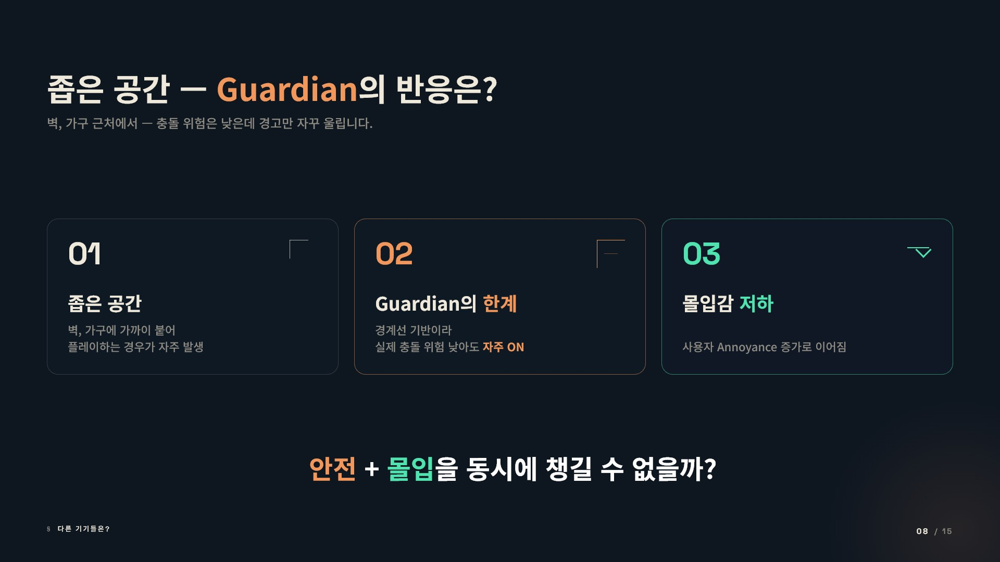 좁은 공간 — Guardian의 반응은?
벽, 가구 근처에서 — 충돌 위험은 낮은데 경고만 자꾸 울립니다.
01
좁은 공간
벽, 가구에 가까이 붙어
플레이하는 경우가 자주 발생
02
Guardian의 한계
경계선 기반이라
실제 충돌 위험 낮아도 자주 ON
03
몰입감 저하
사용자 Annoyance 증가로 이어짐
안전 + 몰입을 동시에 챙길 수 없을까?
§ 다른 기기들은?
08 / 15